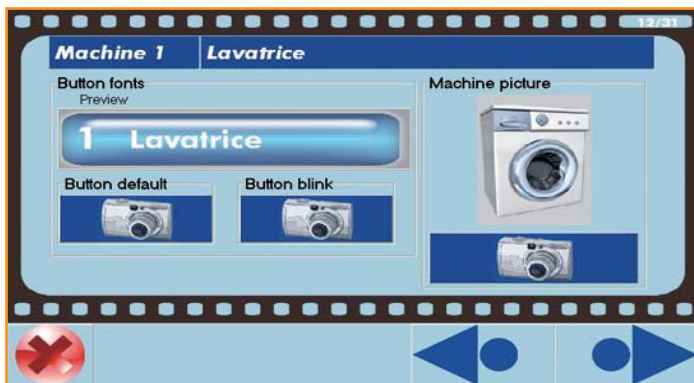 12/31
Machine 1 Lavatrice
Button fonts
Preview
1 Lavatrice
Button default
Button blink
Machine picture